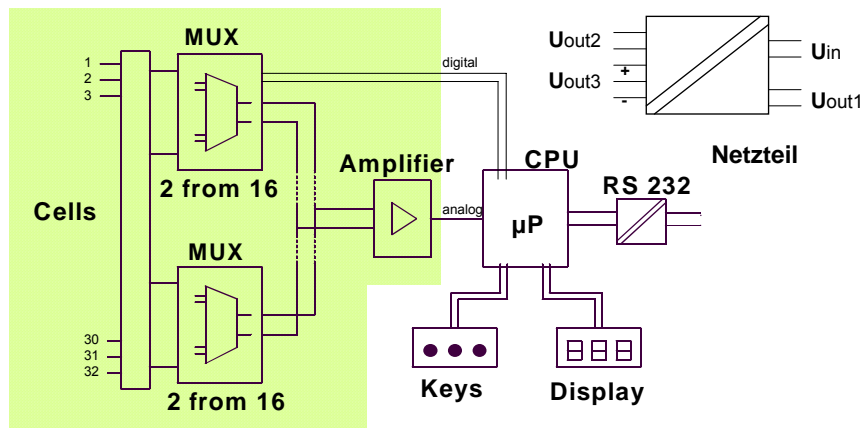 MUX
digital
Uout2
Uin
+
Uout3
-
Uout1
Netzteil
1
2
3
2 from 16
Amplifier
analog
CPU
µP
RS 232
Cells
MUX
30
31
32
2 from 16
Keys
Display